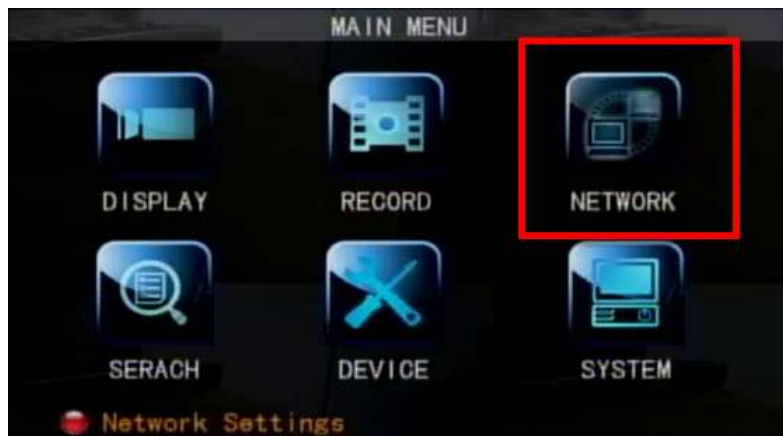 MAIN MENU
DISPLAY RECORD NETWORK
SERACH DEVICE SYSTEM
Network Settings